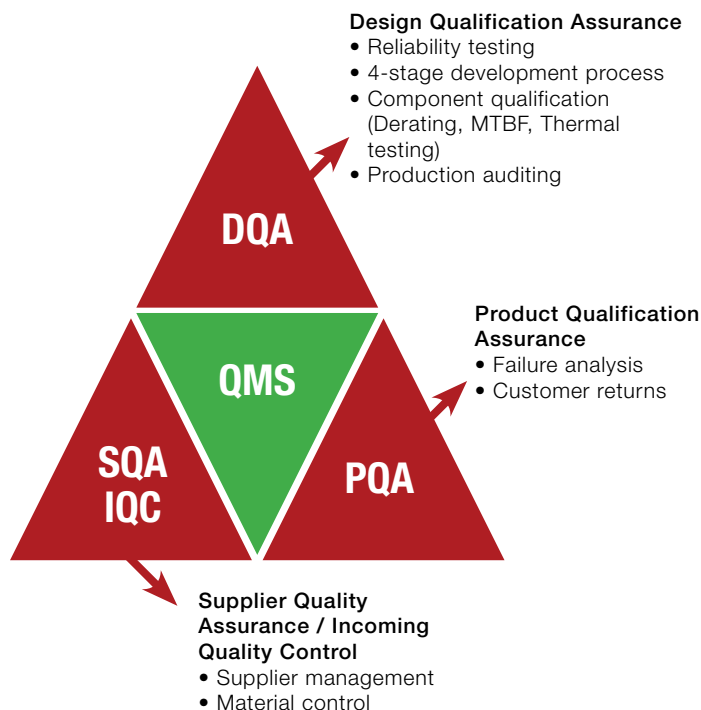 Design Qualification Assurance
• Reliability testing
• 4-stage development process
• Component qualification
(Derating, MTBF, Thermal
testing)
• Production auditing
DQA
Product Qualification
Assurance
• Failure analysis
• Customer returns
QMS
SQA
IQC
PQA
Supplier Quality
Assurance / Incoming
Quality Control
• Supplier management
• Material control